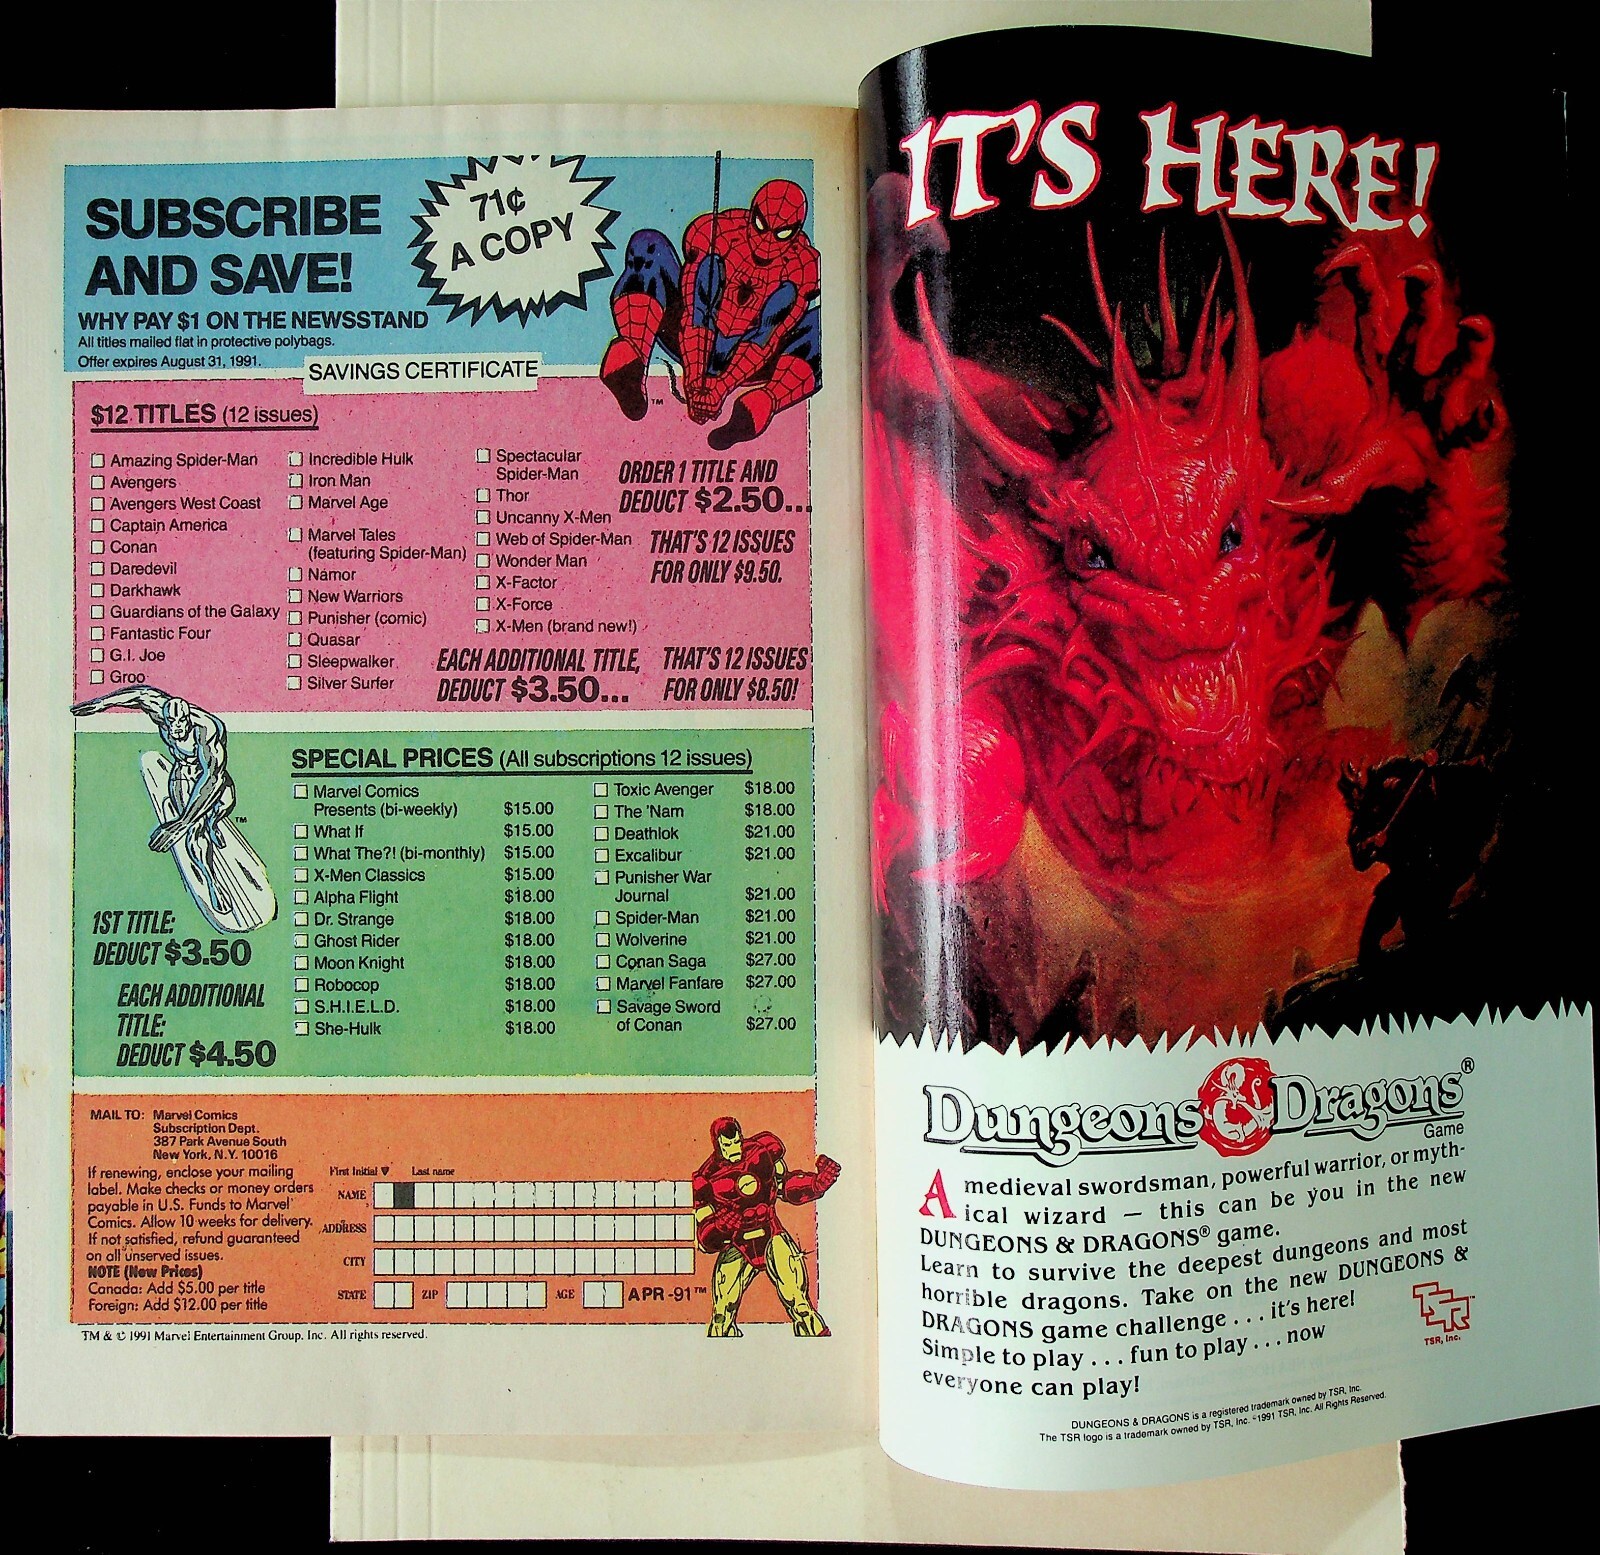 SUBSCRIBE
AND SAVE!
71¢
A COPY
WHY PAY $1 ON THE NEWSSTAND
All titles mailed flat in protective polybags.
Offer expires August 31, 1991.
SAVINGS CERTIFICATE
TM
$12 TITLES (12 issues)
Amazing Spider-Man
Avengers
Avengers West Coast
Captain America
Conan
Daredevil
Darkhawk
Guardians of the Galaxy
Fantastic Four
G.I. Joe
Groo
Incredible Hulk
Iron Man
Marvel Age
Marvel Tales
(featuring Spider-Man)
Namor
New Warriors
Punisher (comic)
Quasar
Sleepwalker
Silver Surfer
Spectacular
Spider-Man
Thor
Uncanny X-Men
Web of Spider-Man
Wonder Man
X-Factor
X-Force
X-Men (brand new!)
ORDER 1 TITLE AND
DEDUCT $2.50...
THAT'S 12 ISSUES
FOR ONLY $9.50.
EACH ADDITIONAL TITLE,
DEDUCT $3.50...
THAT'S 12 ISSUES
FOR ONLY $8.50!
TM
1ST TITLE:
DEDUCT $3.50
EACH ADDITIONAL
TITLE:
DEDUCT $4.50
SPECIAL PRICES (All subscriptions 12 issues)
Marvel Comics
Presents (bi-weekly) $15.00
What If $15.00
What The?! (bi-monthly) $15.00
X-Men Classics $15.00
Alpha Flight $18.00
Dr. Strange $18.00
Ghost Rider $18.00
Moon Knight $18.00
Robocop $18.00
S.H.I.E.L.D. $18.00
She-Hulk $18.00
Toxic Avenger $18.00
The 'Nam $18.00
Deathlok $21.00
Excalibur $21.00
Punisher War
Journal $21.00
Spider-Man $21.00
Wolverine $21.00
Conan Saga $27.00
Marvel Fanfare $27.00
Savage Sword
of Conan $27.00
MAIL TO: Marvel Comics
Subscription Dept.
387 Park Avenue South
New York, N.Y. 10016
If renewing, enclose your mailing
label. Make checks or money orders
payable in U.S. Funds to Marvel
Comics. Allow 10 weeks for delivery.
If not satisfied, refund guaranteed
on all unserved issues.
NOTE (New Prices)
Canada: Add $5.00 per title
Foreign: Add $12.00 per title
First Initial ▼ Last name
NAME
ADDRESS
CITY
STATE ZIP AGE APR-91 TM
TM & © 1991 Marvel Entertainment Group, Inc. All rights reserved.
IT'S HERE!
Dungeons & Dragons®
Game
A medieval swordsman, powerful warrior, or myth-
ical wizard — this can be you in the new
DUNGEONS & DRAGONS® game.
Learn to survive the deepest dungeons and most
horrible dragons. Take on the new DUNGEONS &
DRAGONS game challenge . . . it's here!
Simple to play . . . fun to play . . . now
everyone can play!
TSR
TM
TSR, Inc.
DUNGEONS & DRAGONS is a registered trademark owned by TSR, Inc.
The TSR logo is a trademark owned by TSR, Inc. ©1991 TSR, Inc. All Rights Reserved.